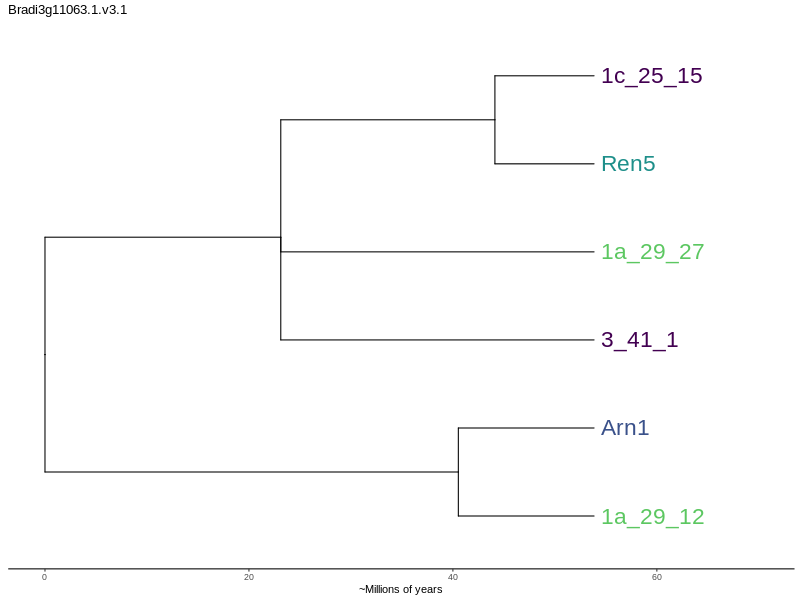 Bradi3g11063.1.v3.1
1c_25_15
Ren5
1a_29_27
3_41_1
Arn1
1a_29_12
0 20 40 60
~Millions of years